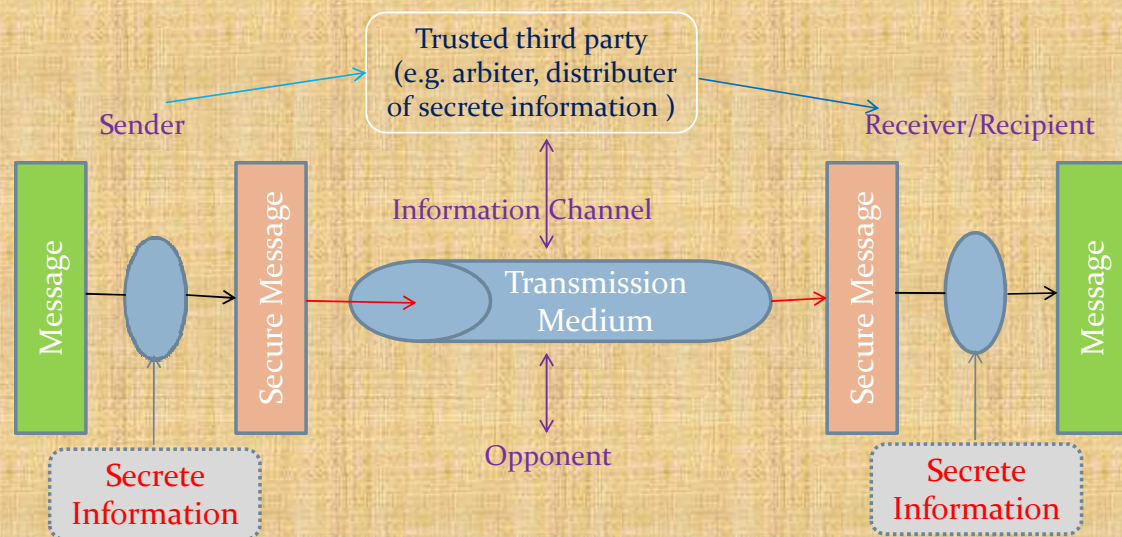 Trusted third party
(e.g. arbiter, distributer
of secrete information )
Sender
Receiver/Recipient
Message
Secure Message
Information Channel
Transmission
Medium
Secure Message
Message
Opponent
Secrete
Information
Secrete
Information